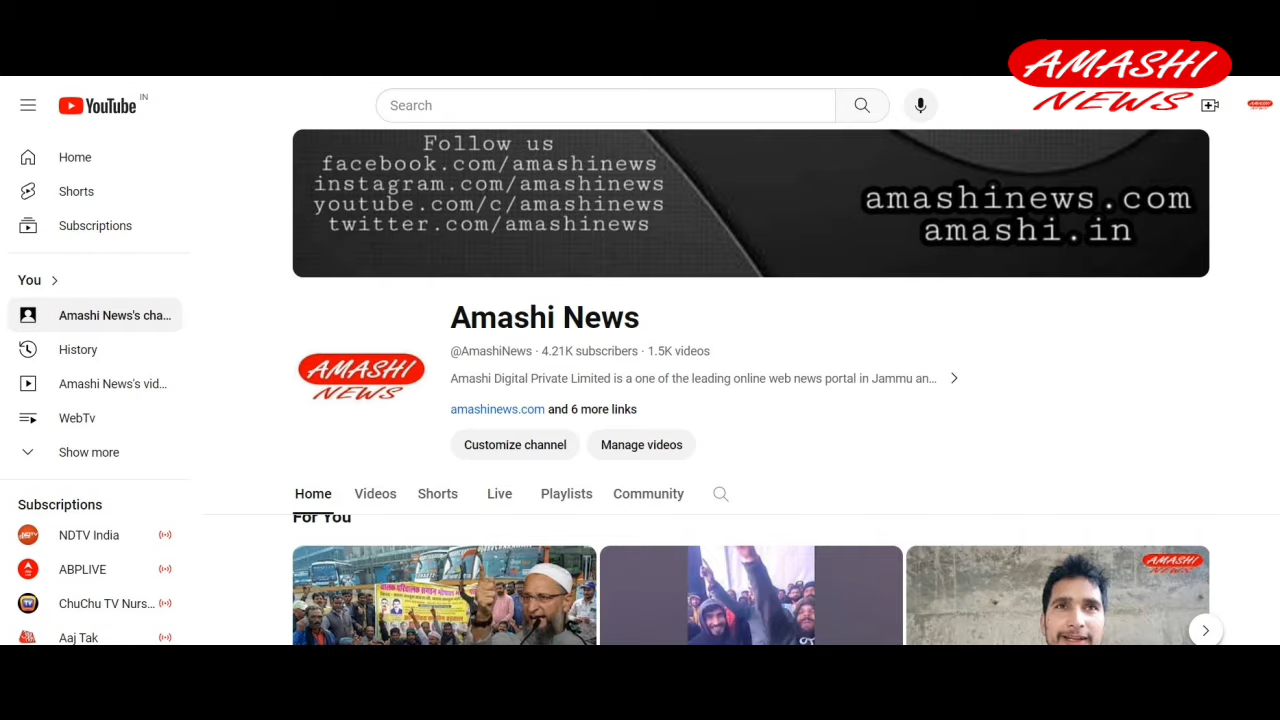 AMASHI
NEWS
YouTube IN
Search
Home
Shorts
Subscriptions
You
Amashi News's cha...
History
Amashi News's vid...
WebTv
Show more
Subscriptions
NDTV India
ABPLIVE
ChuChu TV Nurs...
Aaj Tak
Follow us
facebook.com/amashinews
instagram.com/amashinews
youtube.com/c/amashinews
twitter.com/amashinews
amashinews.com
amashi.in
AMASHI
NEWS
Amashi News
@AmashiNews · 4.21K subscribers · 1.5K videos
Amashi Digital Private Limited is a one of the leading online web news portal in Jammu an...
amashinews.com and 6 more links
Customize channel
Manage videos
Home
Videos
Shorts
Live
Playlists
Community
For You
AMASHI
NEWS